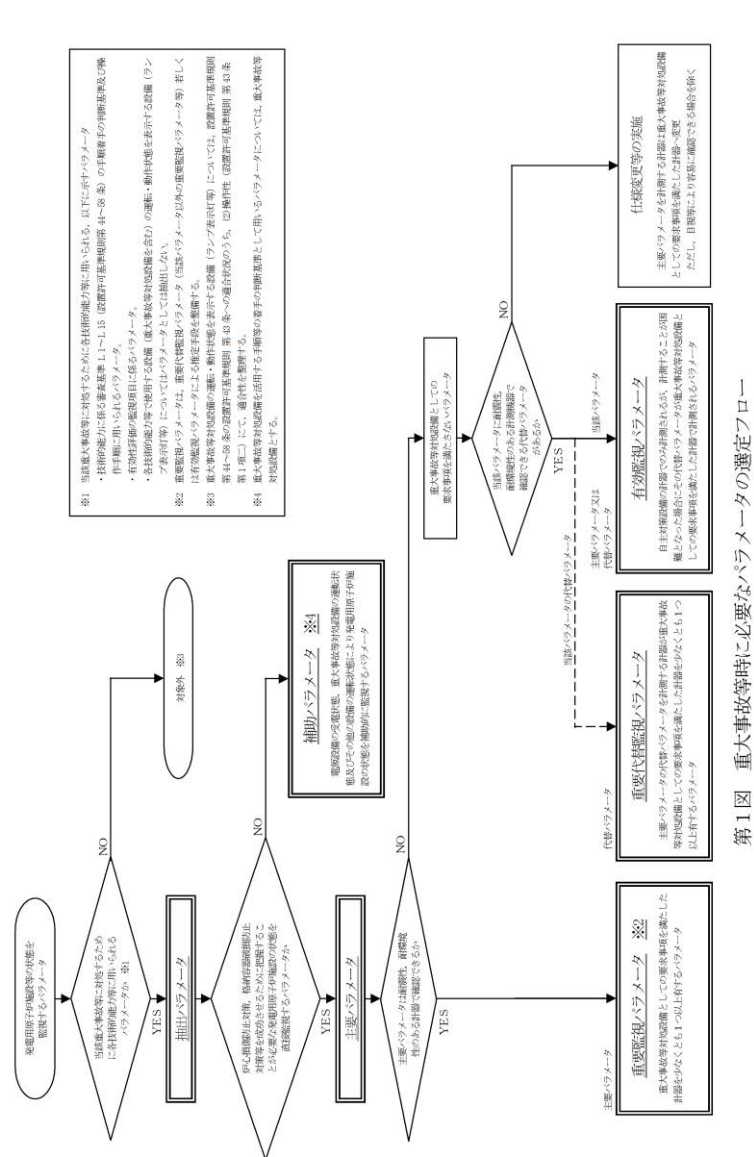 発電用原子炉施設等の状態を
監視するパラメータ
当該重大事故等に対処するため
に各技術的能力等に用いられる
パラメータか ※1
NO
対象外 ※3
YES
抽出パラメータ
炉心損傷防止対策、格納容器破損防止
対策等を成功させるために把握するこ
とが必要な発電用原子炉施設の状態を
直接監視するパラメータか
NO
補助パラメータ ※4
電源設備の受電状態、重大事故等対処設備の運転状
態及びその他の設備の運転状態により発電用原子炉施
設の状態を補助的に監視するパラメータ
YES
主要パラメータ
主要パラメータは耐震性、耐環境
性のある計器で確認できるか
NO
重大事故等対処設備としての
要求事項を満たさないパラメータ
当該パラメータに耐震性、
耐環境性のある計測機器で
確認できる代替パラメータ
があるか
NO
YES
YES
当該パラメータの代替パラメータ
主要パラメータ
重要監視パラメータ ※2
重大事故等対処設備としての要求事項を満たした
計器を少なくとも1つ以上有するパラメータ
代替パラメータ
重要代替監視パラメータ
主要パラメータの代替パラメータを計測する計器が重大事故
等対処設備としての要求事項を満たした計器を少なくとも1つ
以上有するパラメータ
主要パラメータ又は
代替パラメータ
当該パラメータ
有効監視パラメータ
自主対策設備の計器でのみ計測されるが、計測することが困
難となった場合にその代替パラメータが重大事故等対処設備と
しての要求事項を満たした計器で計測されるパラメータ
仕様変更等の実施
主要パラメータを計測する計器は重大事故等対処設備
としての要求事項を満たした計器へ変更
ただし、目視等により容易に確認できる場合を除く
※1 当該重大事故等に対処するために各技術的能力等に用いられる、以下に示すパラメータ
・技術的能力に係る審査基準 1.1～1.15（設置許可基準規則第 44～58 条）の手順着手の判断基準及び操
作手順に用いられるパラメータ。
・有効性評価の監視項目に係るパラメータ。
・各技術的能力等で使用する設備（重大事故等対処設備を含む）の運転・動作状態を表示する設備（ラン
プ表示灯等）についてはパラメータとしては抽出しない。
※2 重要監視パラメータは、重要代替監視パラメータ（当該パラメータ以外の重要監視パラメータ等）若しく
は有効監視パラメータによる推定手段を整備する。
※3 重大事故等対処設備の運転・動作状態を表示する設備（ランプ表示灯等）については、設置許可基準規則
第 44～58 条の設置許可基準規則 第 43 条への適合状況のうち、(2)操作性（設置許可基準規則 第 43 条
第 1 項二）にて、適合性を整理する。
※4 重大事故等対処設備を活用する手順等の着手の判断基準として用いるパラメータについては、重大事故等
対処設備とする。
第1図 重大事故等時に必要なパラメータの選定フロー